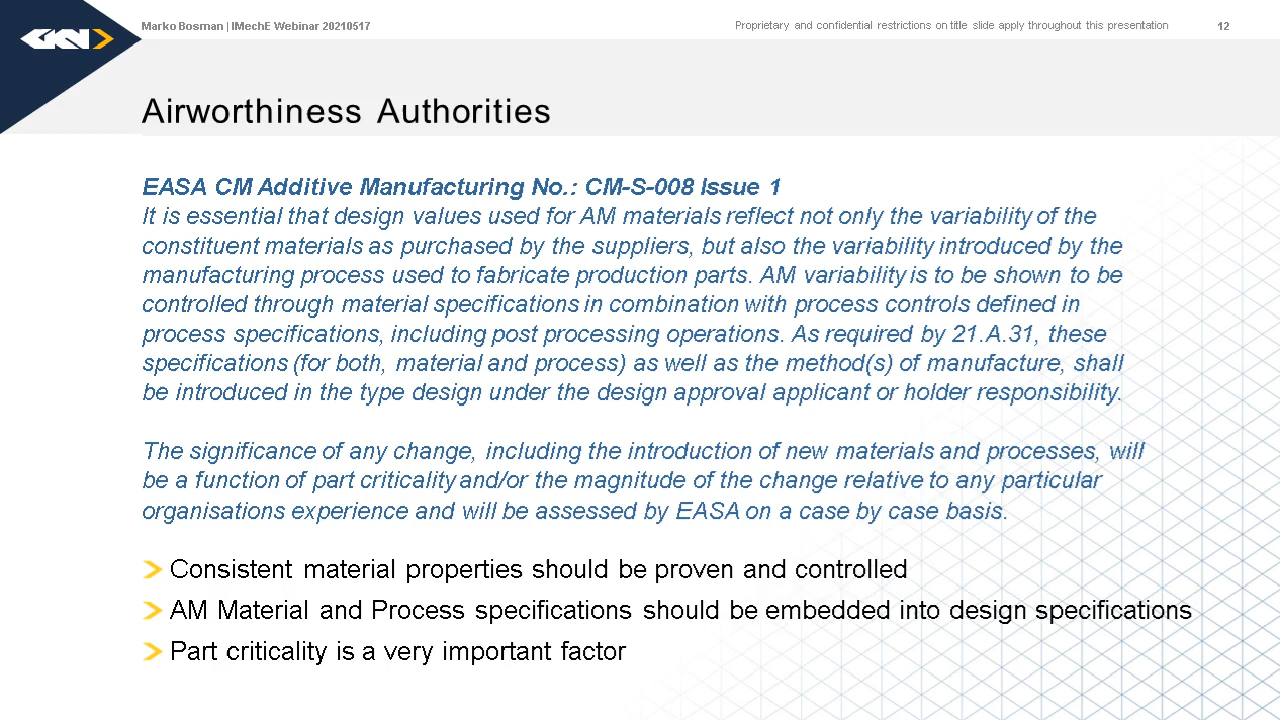 Marko Bosman | IMechE Webinar 20210517
Proprietary and confidential restrictions on title slide apply throughout this presentation
12
GKN
Airworthiness Authorities
EASA CM Additive Manufacturing No.: CM-S-008 Issue 1
It is essential that design values used for AM materials reflect not only the variability of the
constituent materials as purchased by the suppliers, but also the variability introduced by the
manufacturing process used to fabricate production parts. AM variability is to be shown to be
controlled through material specifications in combination with process controls defined in
process specifications, including post processing operations. As required by 21.A.31, these
specifications (for both, material and process) as well as the method(s) of manufacture, shall
be introduced in the type design under the design approval applicant or holder responsibility.
The significance of any change, including the introduction of new materials and processes, will
be a function of part criticality and/or the magnitude of the change relative to any particular
organisations experience and will be assessed by EASA on a case by case basis.
Consistent material properties should be proven and controlled
AM Material and Process specifications should be embedded into design specifications
Part criticality is a very important factor